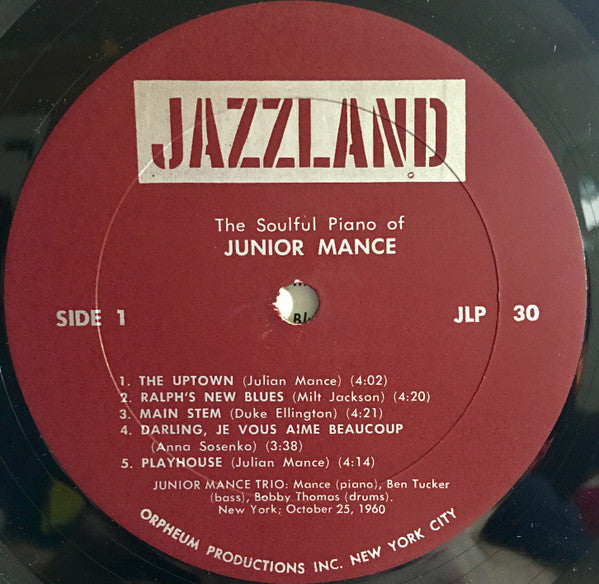 JAZZLAND
The Soulful Piano of
JUNIOR MANCE
SIDE 1
JLP 30
1. THE UPTOWN (Julian Mance) (4:02)
2. RALPH'S NEW BLUES (Milt Jackson) (4:20)
3. MAIN STEM (Duke Ellington) (4:21)
4. DARLING, JE VOUS AIME BEAUCOUP
(Anna Sosenko) (3:38)
5. PLAYHOUSE (Julian Mance) (4:14)
JUNIOR MANCE TRIO: Mance (piano), Ben Tucker
(bass), Bobby Thomas (drums).
New York; October 25, 1960
ORPHEUM PRODUCTIONS INC. NEW YORK CITY